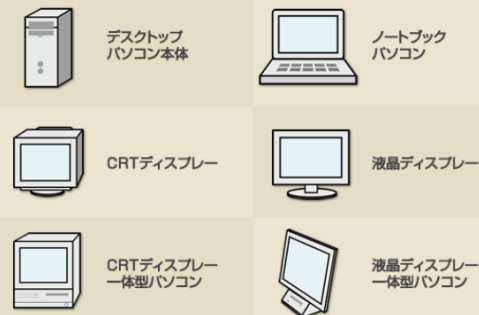 デスクトップ
パソコン本体
ノートブック
パソコン
CRTディスプレー
液晶ディスプレー
CRTディスプレー
一体型パソコン
液晶ディスプレー
一体型パソコン